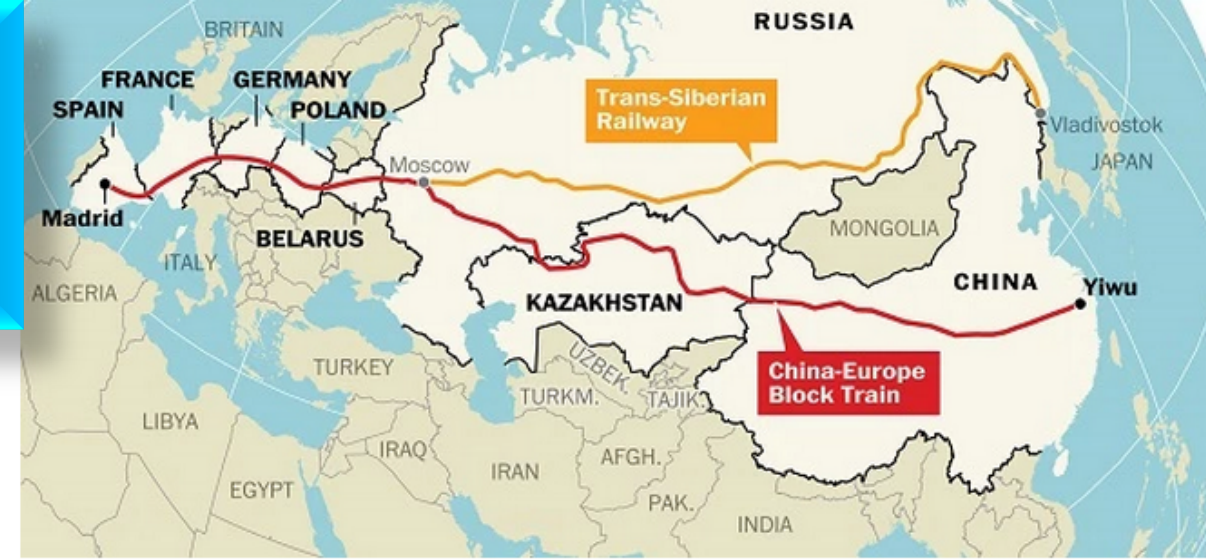 BRITAIN
RUSSIA
FRANCE
GERMANY
SPAIN
POLAND
Trans-Siberian
Railway
Vladivostok
Moscow
JAPAN
Madrid
BELARUS
MONGOLIA
ITALY
CHINA
Yiwu
ALGERIA
KAZAKHSTAN
TURKEY
UZBEK.
China-Europe
Block Train
TURKM.
TAJIK.
LIBYA
IRAQ
IRAN
AFGH.
EGYPT
PAK.
INDIA